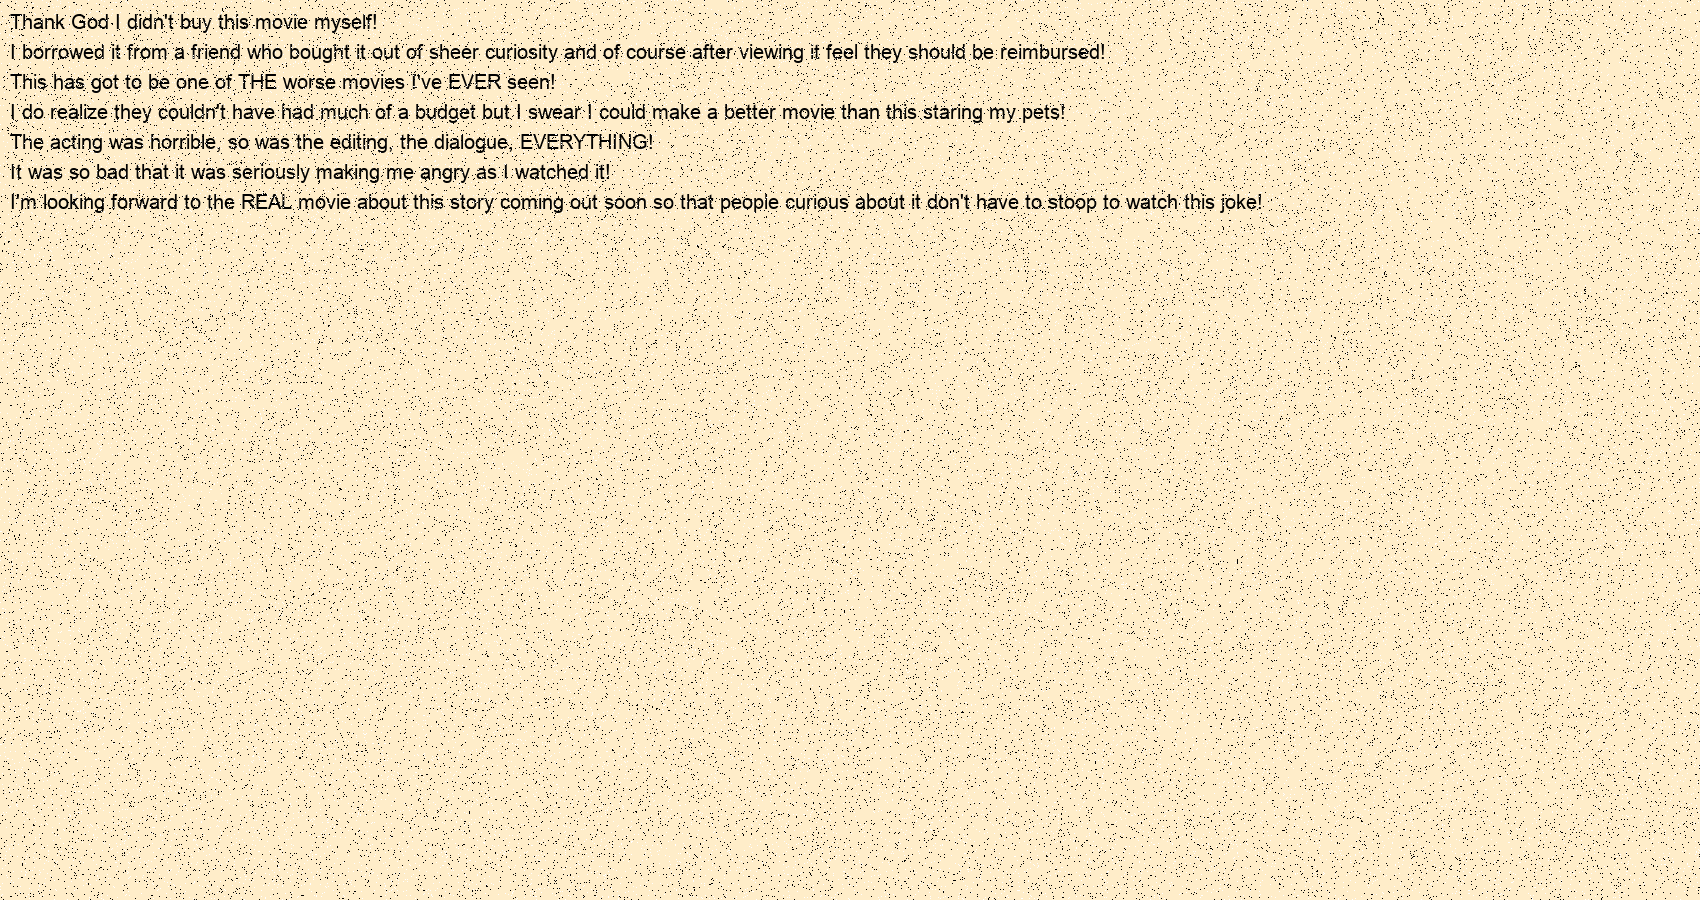 Thank God I didn't buy this movie myself!
I borrowed it from a friend who bought it out of sheer curiosity and of course after viewing it feel they should be reimbursed!
This has got to be one of THE worse movies I've EVER seen!
I do realize they couldn't have had much of a budget but I swear I could make a better movie than this staring my pets!
The acting was horrible, so was the editing, the dialogue, EVERYTHING!
It was so bad that it was seriously making me angry as I watched it!
I'm looking forward to the REAL movie about this story coming out soon so that people curious about it don't have to stoop to watch this joke!